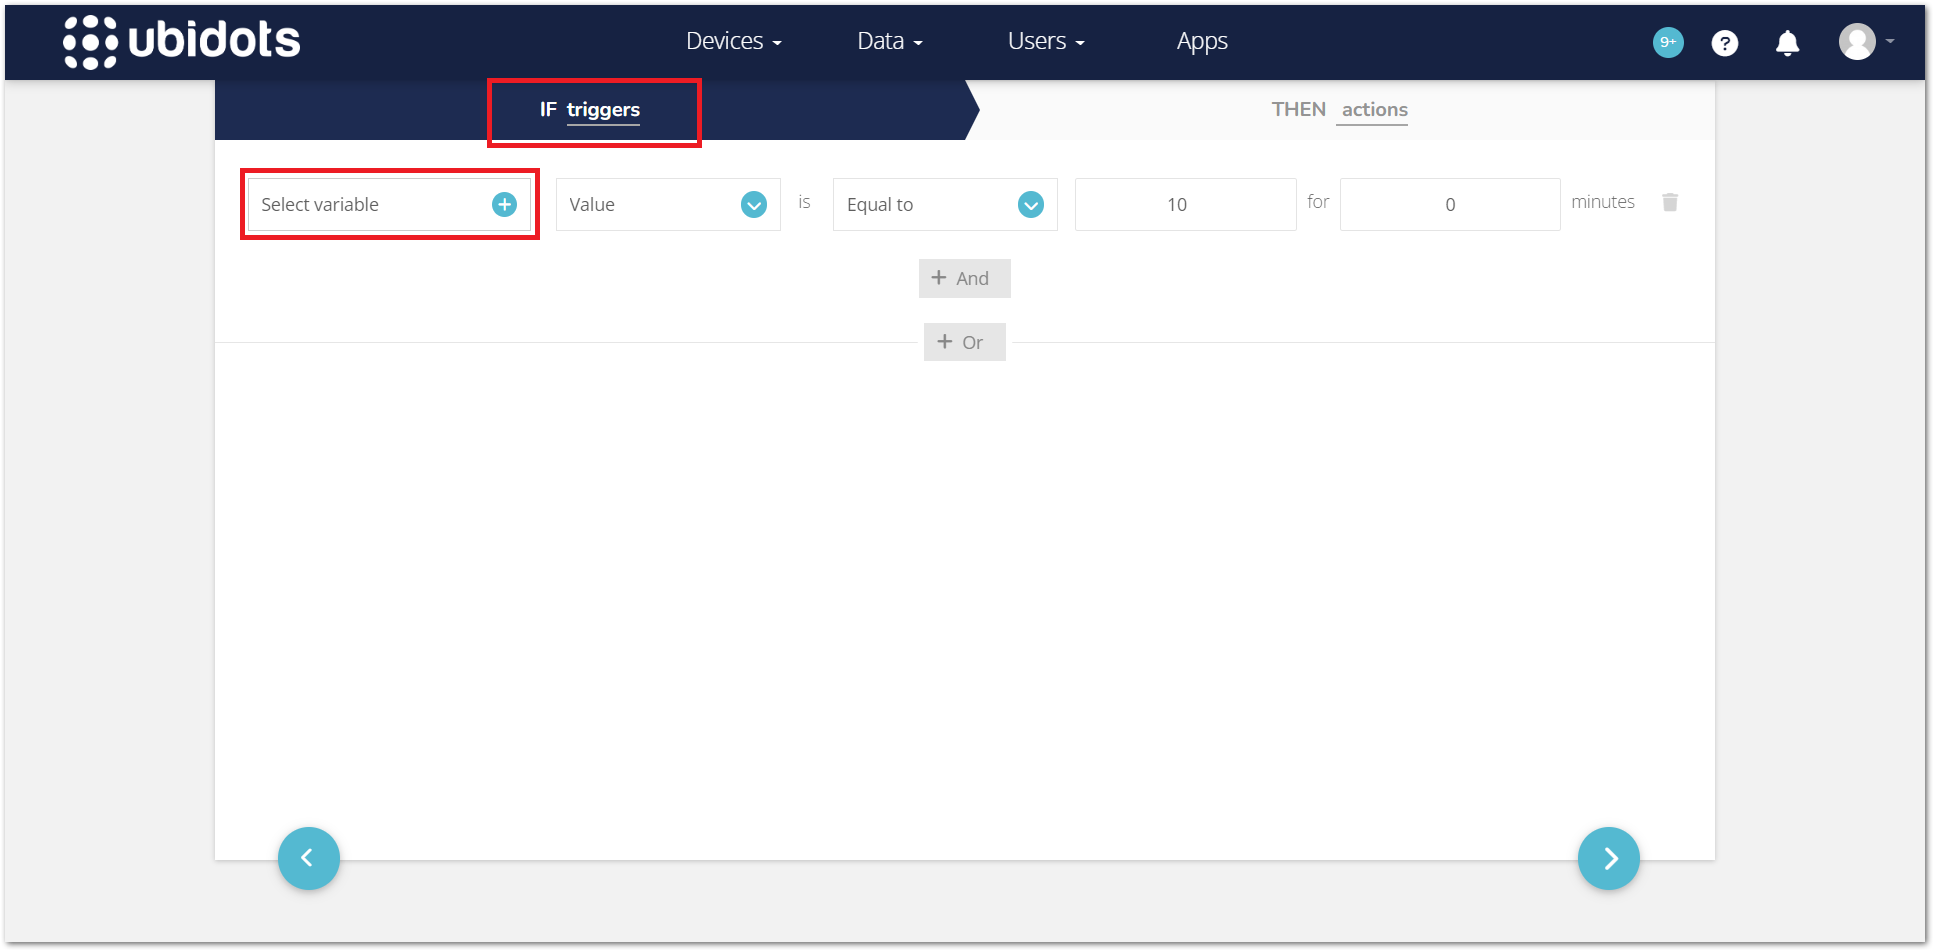 ubidots Devices Data Users Apps 9+ ?
IF triggers THEN actions
Select variable Value is Equal to 10 for 0 minutes
+ And
+ Or